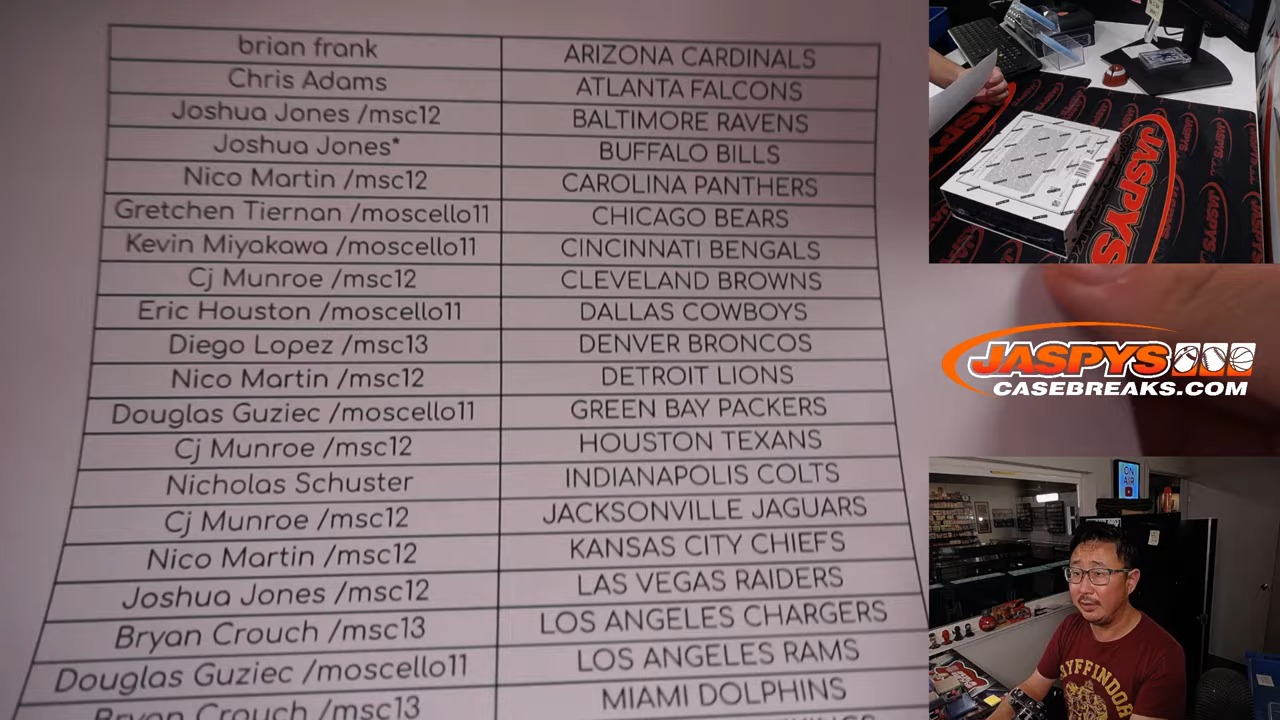 brian frank ARIZONA CARDINALS
Chris Adams ATLANTA FALCONS
Joshua Jones /msc12 BALTIMORE RAVENS
Joshua Jones* BUFFALO BILLS
Nico Martin /msc12 CAROLINA PANTHERS
Gretchen Tiernan /moscello11 CHICAGO BEARS
Kevin Miyakawa /moscello11 CINCINNATI BENGALS
Cj Munroe /msc12 CLEVELAND BROWNS
Eric Houston /moscello11 DALLAS COWBOYS
Diego Lopez /msc13 DENVER BRONCOS
Nico Martin /msc12 DETROIT LIONS
Douglas Guziec /moscello11 GREEN BAY PACKERS
Cj Munroe /msc12 HOUSTON TEXANS
Nicholas Schuster INDIANAPOLIS COLTS
Cj Munroe /msc12 JACKSONVILLE JAGUARS
Nico Martin /msc12 KANSAS CITY CHIEFS
Joshua Jones /msc12 LAS VEGAS RAIDERS
Bryan Crouch /msc13 LOS ANGELES CHARGERS
Douglas Guziec /moscello11 LOS ANGELES RAMS
Bryan Crouch /msc13 MIAMI DOLPHINS
JASPYS
JASPYS
CASEBREAKS.COM
ON
AIR
GRYFFINDOR